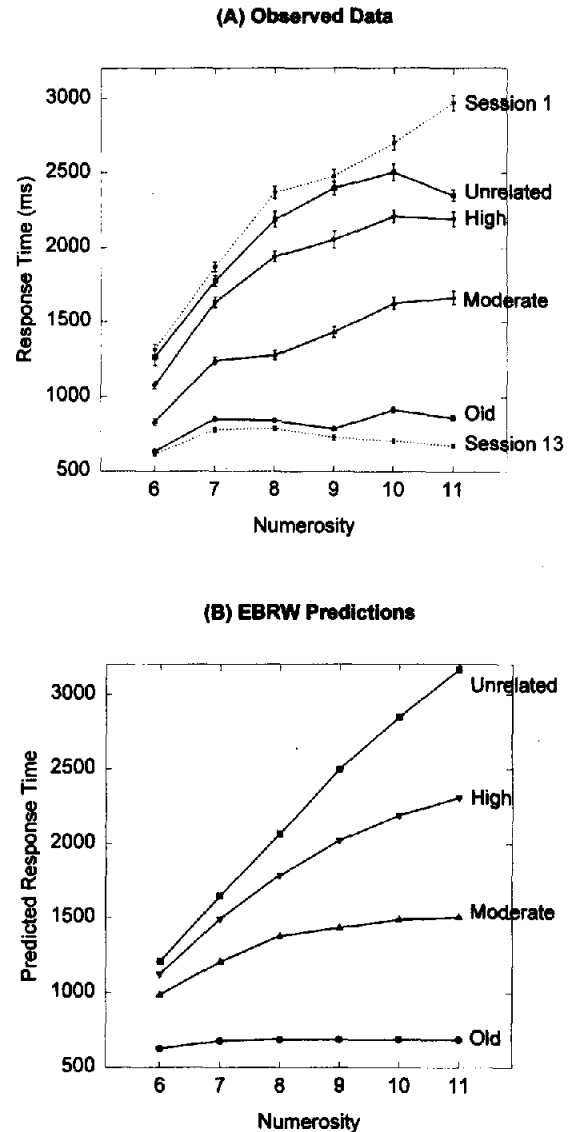 (A) Observed Data
3000
2500
2000
1500
1000
500
Response Time (ms)
Session 1
Unrelated
High
Moderate
Old
Session 13
6 7 8 9 10 11
Numerosity
(B) EBRW Predictions
3000
2500
2000
1500
1000
500
Predicted Response Time
Unrelated
High
Moderate
Old
6 7 8 9 10 11
Numerosity